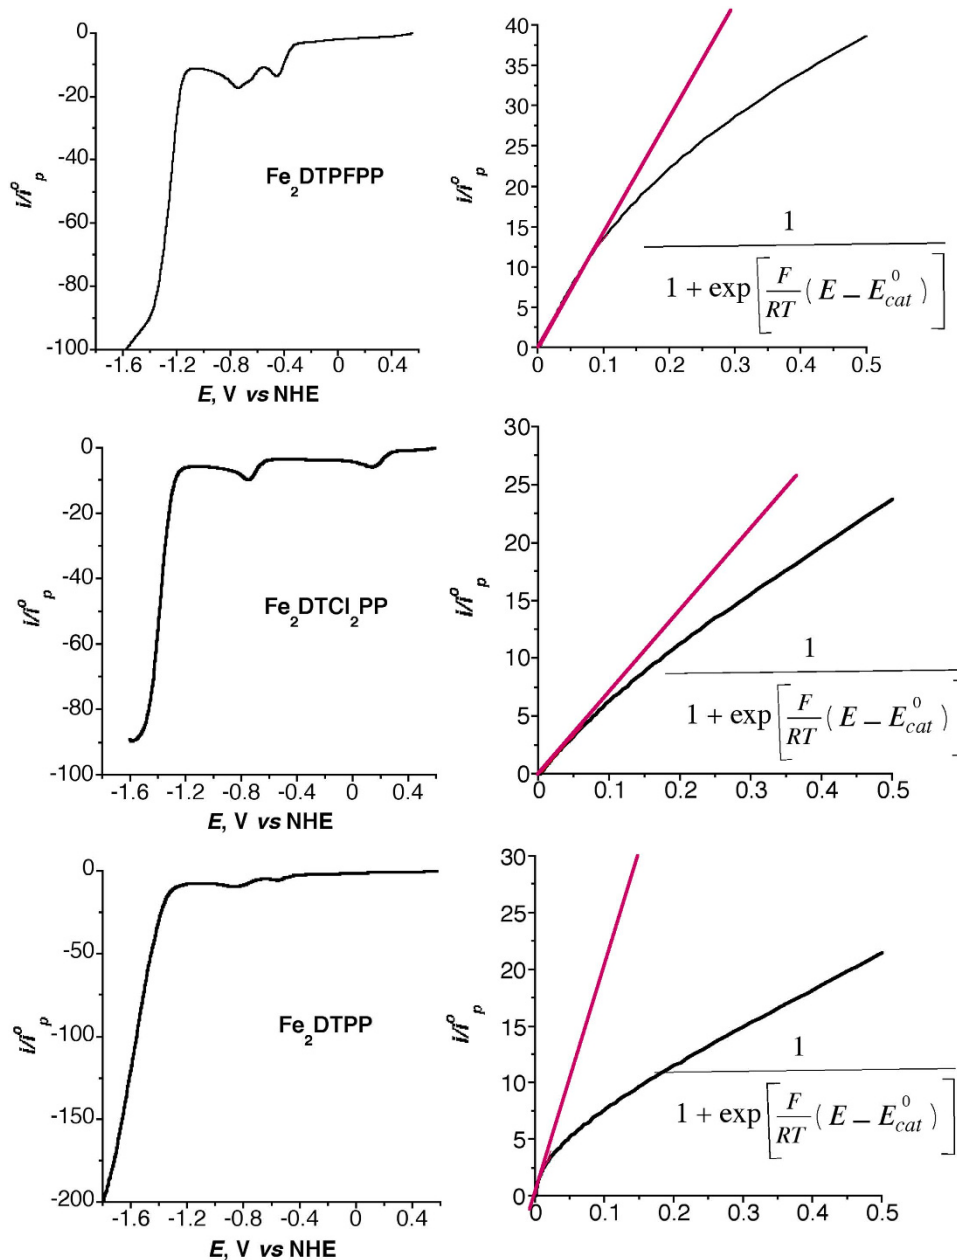 0
-20
-40
-60
-80
-100
i/i°p
Fe2DTPFPP
-1.6 -1.2 -0.8 -0.4 0 0.4
E, V vs NHE
40
35
30
25
20
15
10
5
0
i/i°p
1
1 + exp[F/RT (E − E0cat)]
0 0.1 0.2 0.3 0.4 0.5
0
-20
-40
-60
-80
-100
i/i°p
Fe2DTCl2PP
-1.6 -1.2 -0.8 -0.4 0 0.4
E, V vs NHE
30
25
20
15
10
5
0
i/i°p
1
1 + exp[F/RT (E − E0cat)]
0 0.1 0.2 0.3 0.4 0.5
0
-50
-100
-150
-200
i/i°p
Fe2DTPP
-1.6 -1.2 -0.8 -0.4 0 0.4
E, V vs NHE
30
25
20
15
10
5
0
i/i°p
1
1 + exp[F/RT (E − E0cat)]
0 0.1 0.2 0.3 0.4 0.5